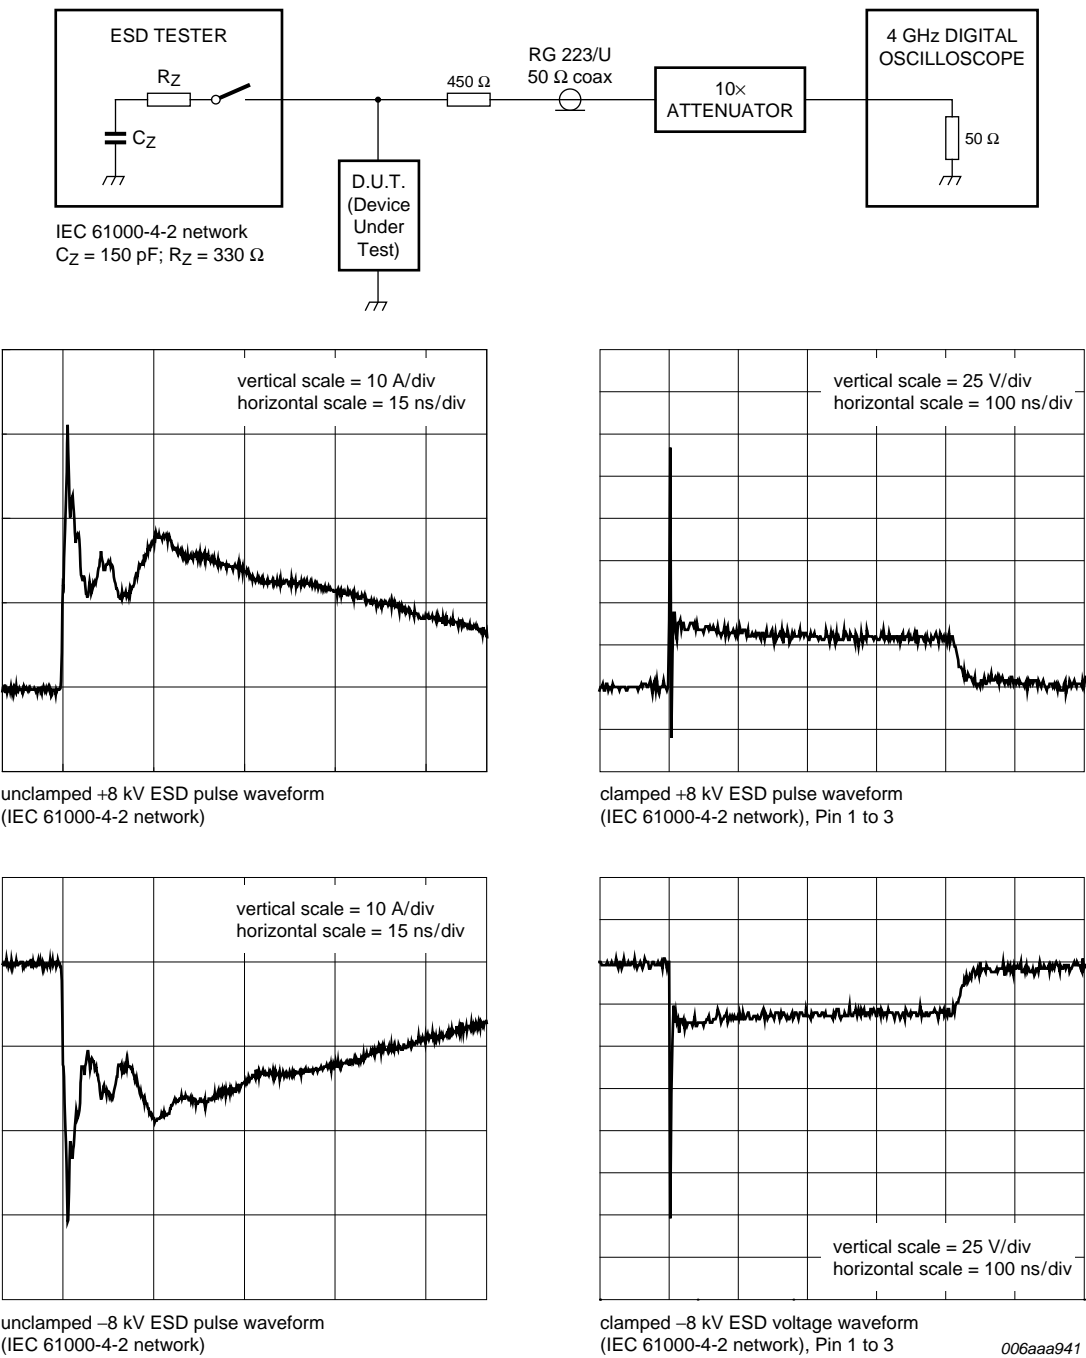 ESD TESTER
RZ
CZ
IEC 61000-4-2 network
CZ = 150 pF; RZ = 330 Ω
D.U.T.
(Device
Under
Test)
450 Ω
RG 223/U
50 Ω coax
10×
ATTENUATOR
4 GHz DIGITAL
OSCILLOSCOPE
50 Ω
vertical scale = 10 A/div
horizontal scale = 15 ns/div
unclamped +8 kV ESD pulse waveform
(IEC 61000-4-2 network)
vertical scale = 25 V/div
horizontal scale = 100 ns/div
clamped +8 kV ESD pulse waveform
(IEC 61000-4-2 network), Pin 1 to 3
vertical scale = 10 A/div
horizontal scale = 15 ns/div
unclamped −8 kV ESD pulse waveform
(IEC 61000-4-2 network)
vertical scale = 25 V/div
horizontal scale = 100 ns/div
clamped −8 kV ESD voltage waveform
(IEC 61000-4-2 network), Pin 1 to 3
006aaa941